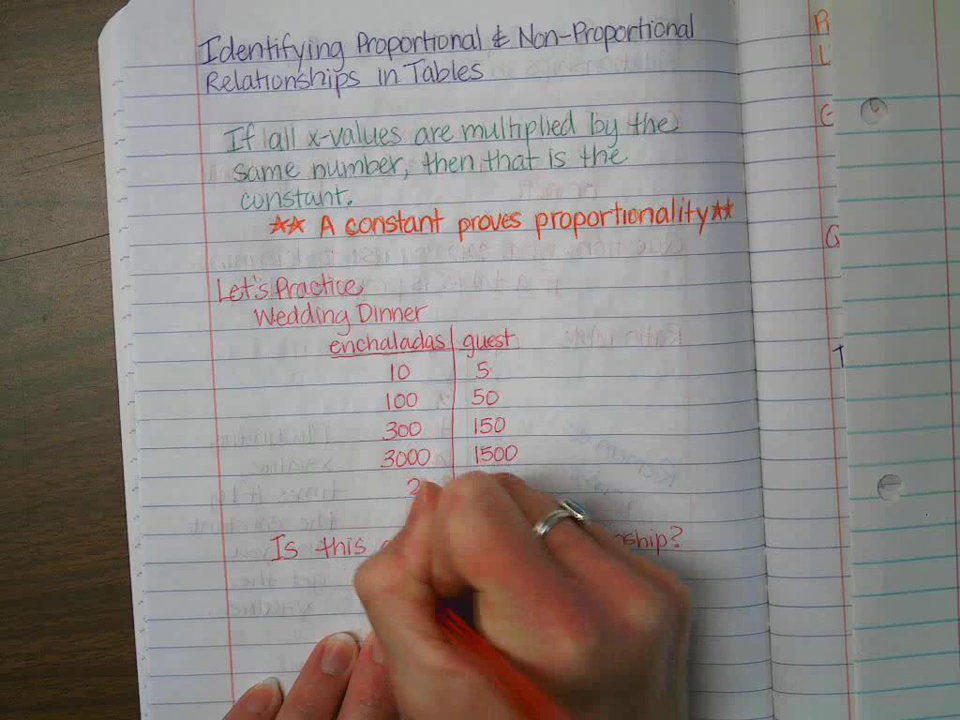 Identifying Proportional & Non-Proportional
Relationships in Tables
If all x-values are multiplied by the
same number, then that is the
constant.
** A constant proves proportionality**
Let's Practice
Wedding Dinner
enchaladas guest
10 5
100 50
300 150
3000 1500
2
Is this ship?
R
L
E
G
T